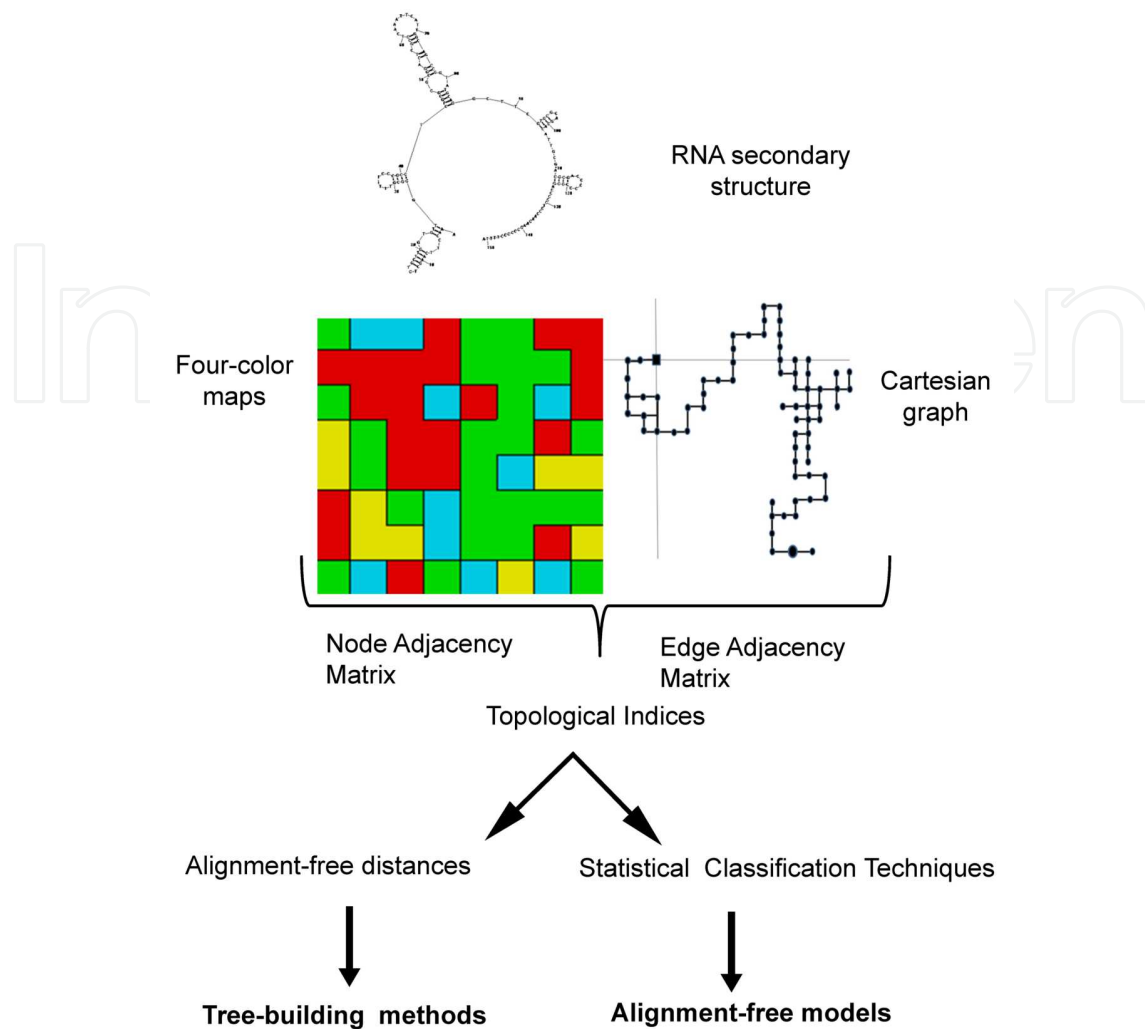 RNA secondary
structure
Four-color
maps
Cartesian
graph
Node Adjacency
Matrix
Edge Adjacency
Matrix
Topological Indices
Alignment-free distances
Statistical Classification Techniques
Tree-building methods
Alignment-free models